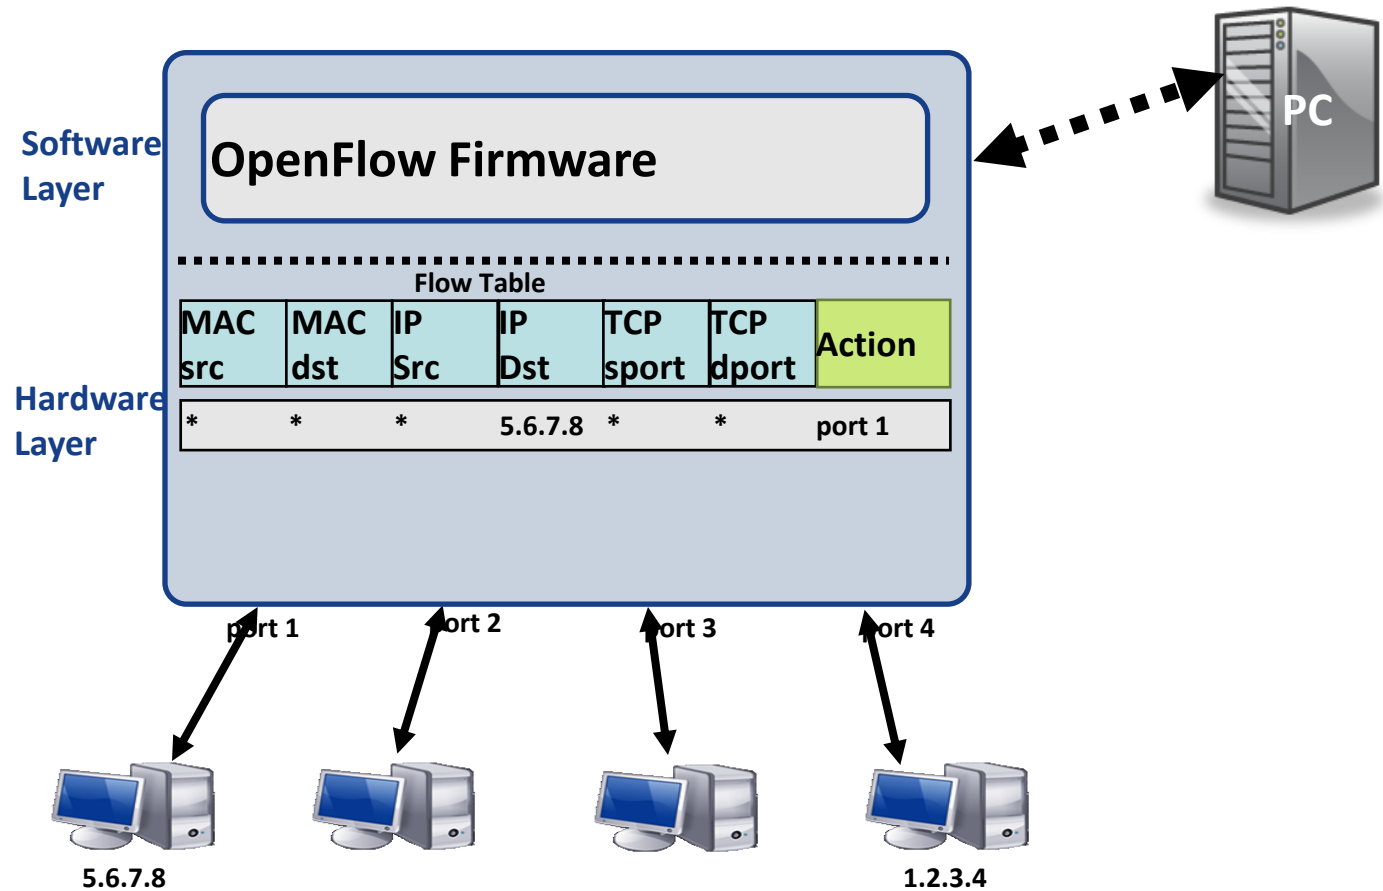 PC
Software
Layer
OpenFlow Firmware
Flow Table
MAC src MAC dst IP Src IP Dst TCP sport TCP dport Action
Hardware
Layer
* * * 5.6.7.8 * * port 1
port 1 port 2 port 3 port 4
5.6.7.8 1.2.3.4